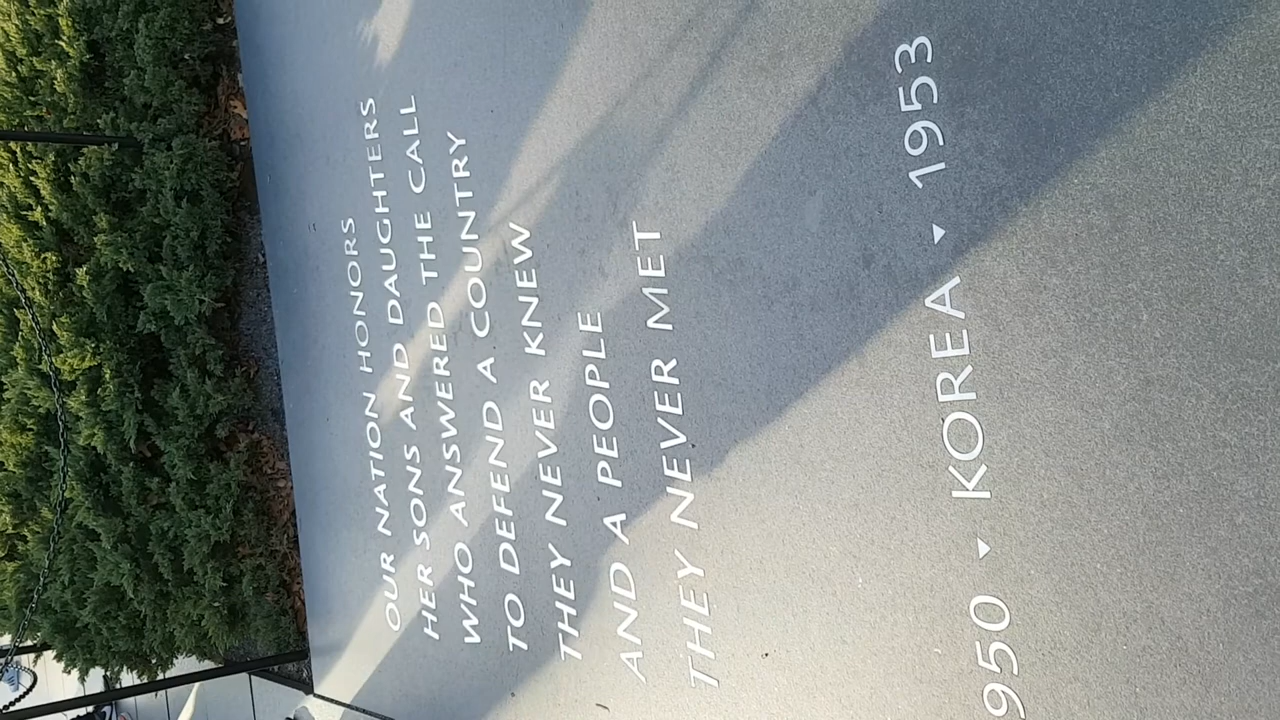 OUR NATION HONORS
HER SONS AND DAUGHTERS
WHO ANSWERED THE CALL
TO DEFEND A COUNTRY
THEY NEVER KNEW
AND A PEOPLE
THEY NEVER MET
950 ▾ KOREA ▾ 1953